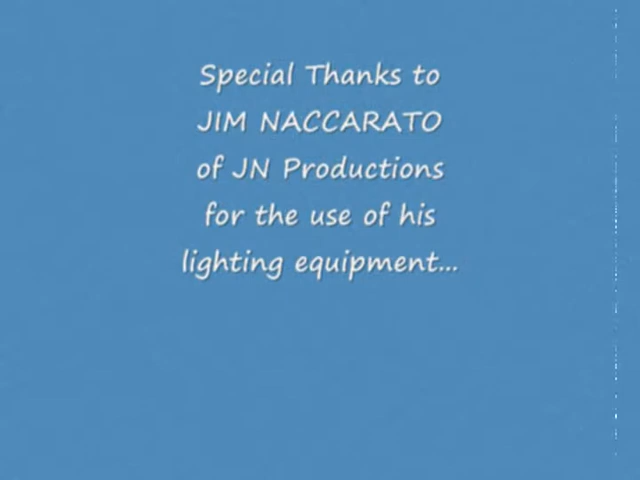 Special Thanks to
JIM NACCARATO
of JN Productions
for the use of his
lighting equipment...